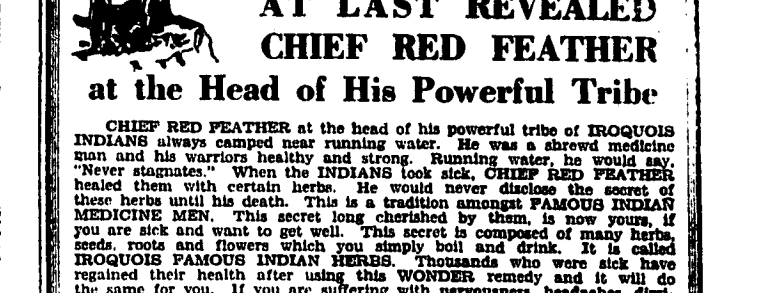 AT LAST REVEALED
CHIEF RED FEATHER
at the Head of His Powerful Tribe
CHIEF RED FEATHER at the head of his powerful tribe of IROQUOIS
INDIANS always camped near running water. He was a shrewd medicine
man and his warriors healthy and strong. Running water, he would say,
"Never stagnates." When the INDIANS took sick, CHIEF RED FEATHER
healed them with certain herbs. He would never disclose the secret of
these herbs until his death. This is a tradition amongst FAMOUS INDIAN
MEDICINE MEN. This secret long cherished by them, is now yours, if
you are sick and want to get well. This secret is composed of many herbs,
seeds, roots and flowers which you simply boil and drink. It is called
IROQUOIS FAMOUS INDIAN HERBS. Thousands who were sick have
regained their health after using this WONDER remedy and it will do
the same for you. If you are suffering with nervousness, headaches, dizzi-